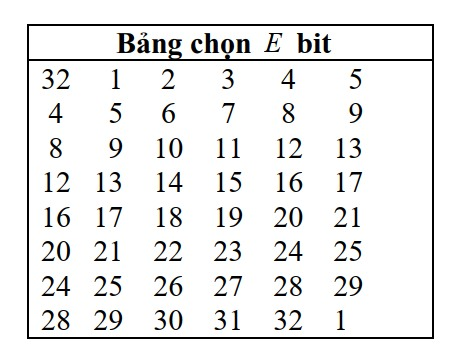 Bảng chọn E bit
32 1 2 3 4 5
4 5 6 7 8 9
8 9 10 11 12 13
12 13 14 15 16 17
16 17 18 19 20 21
20 21 22 23 24 25
24 25 26 27 28 29
28 29 30 31 32 1